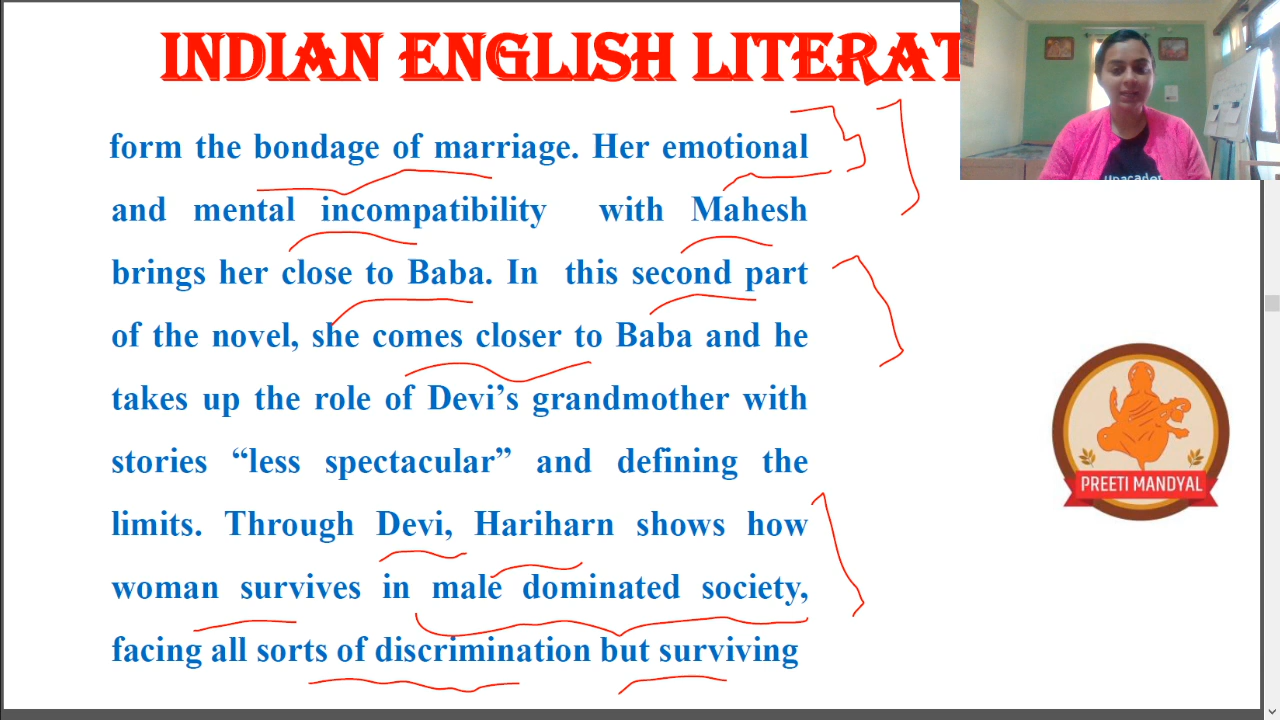 INDIAN ENGLISH LITERAT
form the bondage of marriage. Her emotional
and mental incompatibility with Mahesh
brings her close to Baba. In this second part
of the novel, she comes closer to Baba and he
takes up the role of Devi’s grandmother with
stories “less spectacular” and defining the
limits. Through Devi, Hariharn shows how
woman survives in male dominated society,
facing all sorts of discrimination but surviving
PREETI MANDYAL